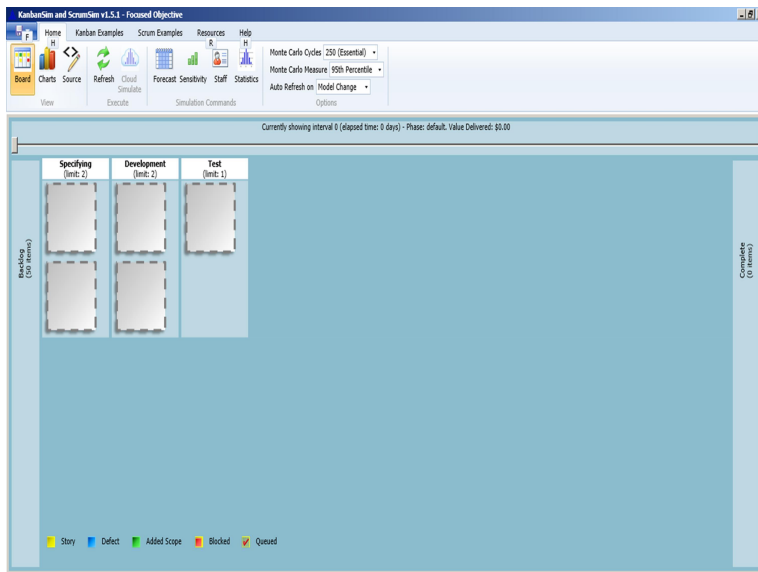 KanbanSim and ScrumSim v1.5.1 - Focused Objective
F
Home Kanban Examples Scrum Examples Resources Help
H R H
Board Charts Source Refresh Cloud Simulate Forecast Sensitivity Staff Statistics
Monte Carlo Cycles 250 (Essential)
Monte Carlo Measure 95th Percentile
Auto Refresh on Model Change
View Execute Simulation Commands Options
Currently showing interval 0 (elapsed time: 0 days) - Phase: default. Value Delivered: $0.00
Specifying Development Test
(limit: 2) (limit: 2) (limit: 1)
Backlog
(50 items)
Complete
(0 items)
Story Defect Added Scope Blocked Queued